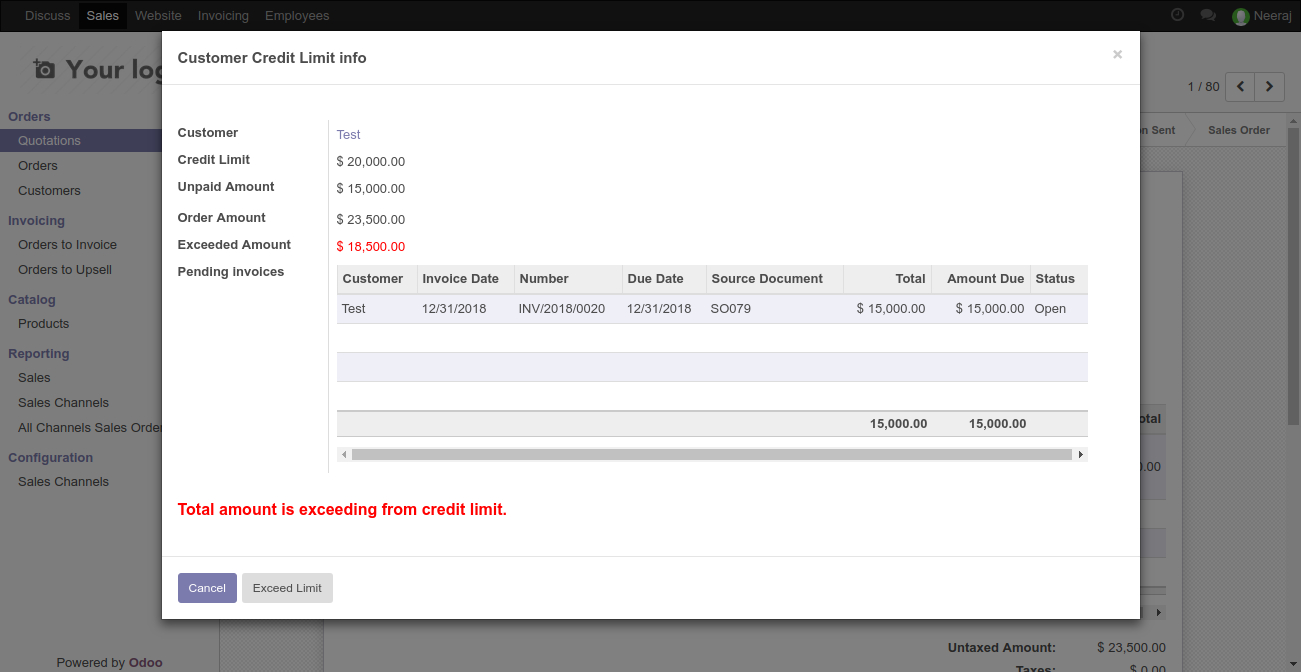 Discuss Sales Website Invoicing Employees Neeraj
Customer Credit Limit info ×
Your log
1 / 80
Orders
Quotations
Orders
Customers
Invoicing
Orders to Invoice
Orders to Upsell
Catalog
Products
Reporting
Sales
Sales Channels
All Channels Sales Order
Configuration
Sales Channels
Powered by Odoo
n Sent Sales Order
Customer Test
Credit Limit $ 20,000.00
Unpaid Amount $ 15,000.00
Order Amount $ 23,500.00
Exceeded Amount $ 18,500.00
Pending invoices
Customer Invoice Date Number Due Date Source Document Total Amount Due Status
Test 12/31/2018 INV/2018/0020 12/31/2018 SO079 $ 15,000.00 $ 15,000.00 Open
15,000.00 15,000.00
Total amount is exceeding from credit limit.
Cancel Exceed Limit
otal
0.00
Untaxed Amount: $ 23,500.00
Taxes: $ 0.00